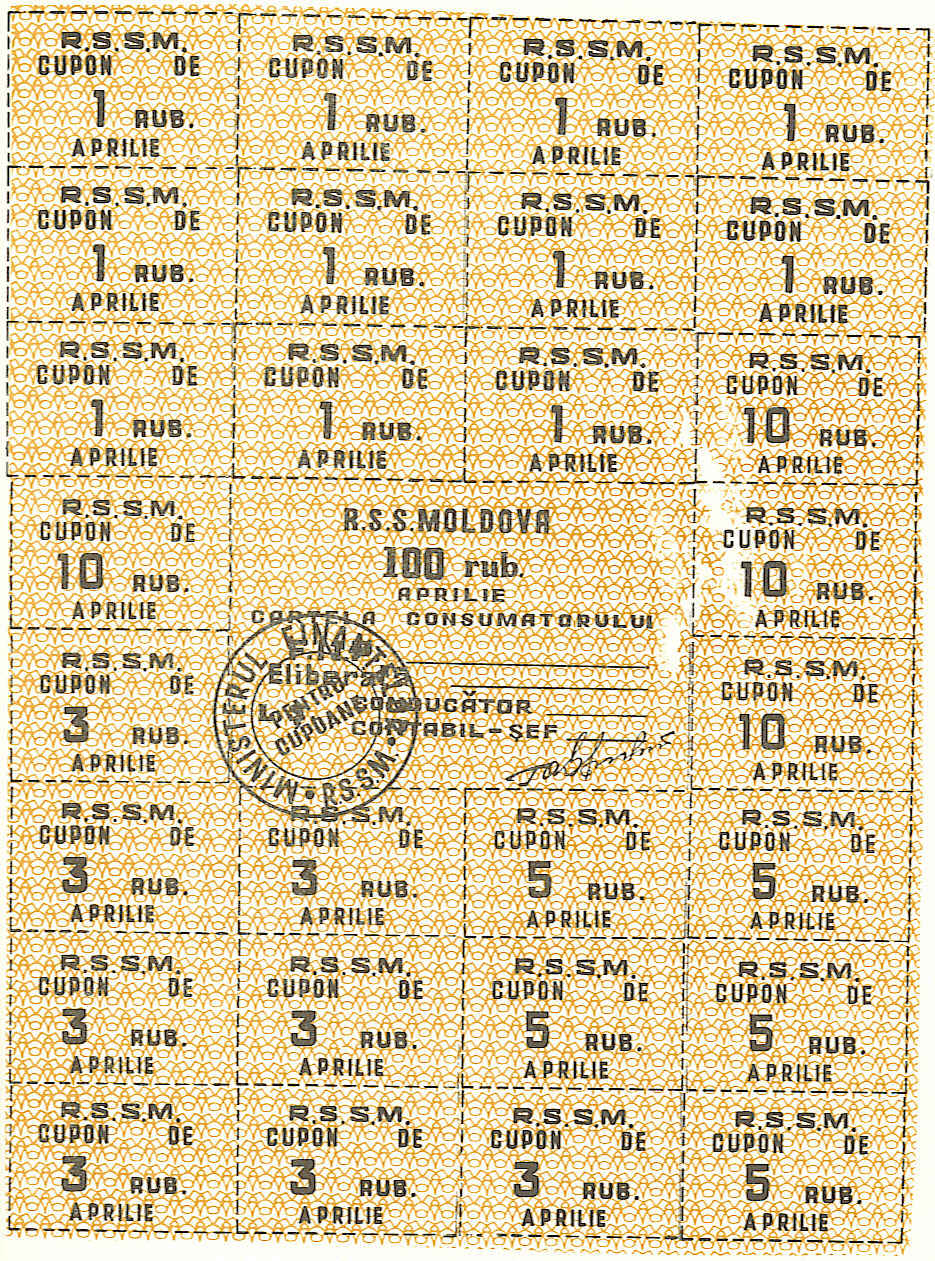 R.S.S.M.
CUPON DE
1 RUB.
APRILIE
R.S.S.M.
CUPON DE
1 RUB.
APRILIE
R.S.S.M.
CUPON DE
1 RUB.
APRILIE
R.S.S.M.
CUPON DE
1 RUB.
APRILIE
R.S.S.M.
CUPON DE
1 RUB.
APRILIE
R.S.S.M.
CUPON DE
1 RUB.
APRILIE
R.S.S.M.
CUPON DE
1 RUB.
APRILIE
R.S.S.M.
CUPON DE
1 RUB.
APRILIE
R.S.S.M.
CUPON DE
1 RUB.
APRILIE
R.S.S.M.
CUPON DE
1 RUB.
APRILIE
R.S.S.M.
CUPON DE
1 RUB.
APRILIE
R.S.S.M.
CUPON DE
10 RUB.
APRILIE
R.S.S.M.
CUPON DE
10 RUB.
APRILIE
R.S.S.MOLDOVA
100 rub.
APRILIE
CARTELA CONSUMATORULUI
Eliberat
CONDUCĂTOR
CONTABIL-ŞEF
MINISTERUL FINANŢELOR
R.S.S.M.
PENTRU
CUPOANE
R.S.S.M.
CUPON DE
10 RUB.
APRILIE
R.S.S.M.
CUPON DE
3 RUB.
APRILIE
R.S.S.M.
CUPON DE
10 RUB.
APRILIE
R.S.S.M.
CUPON DE
3 RUB.
APRILIE
R.S.S.M.
CUPON DE
3 RUB.
APRILIE
R.S.S.M.
CUPON DE
5 RUB.
APRILIE
R.S.S.M.
CUPON DE
5 RUB.
APRILIE
R.S.S.M.
CUPON DE
3 RUB.
APRILIE
R.S.S.M.
CUPON DE
3 RUB.
APRILIE
R.S.S.M.
CUPON DE
5 RUB.
APRILIE
R.S.S.M.
CUPON DE
5 RUB.
APRILIE
R.S.S.M.
CUPON DE
3 RUB.
APRILIE
R.S.S.M.
CUPON DE
3 RUB.
APRILIE
R.S.S.M.
CUPON DE
3 RUB.
APRILIE
R.S.S.M.
CUPON DE
5 RUB.
APRILIE